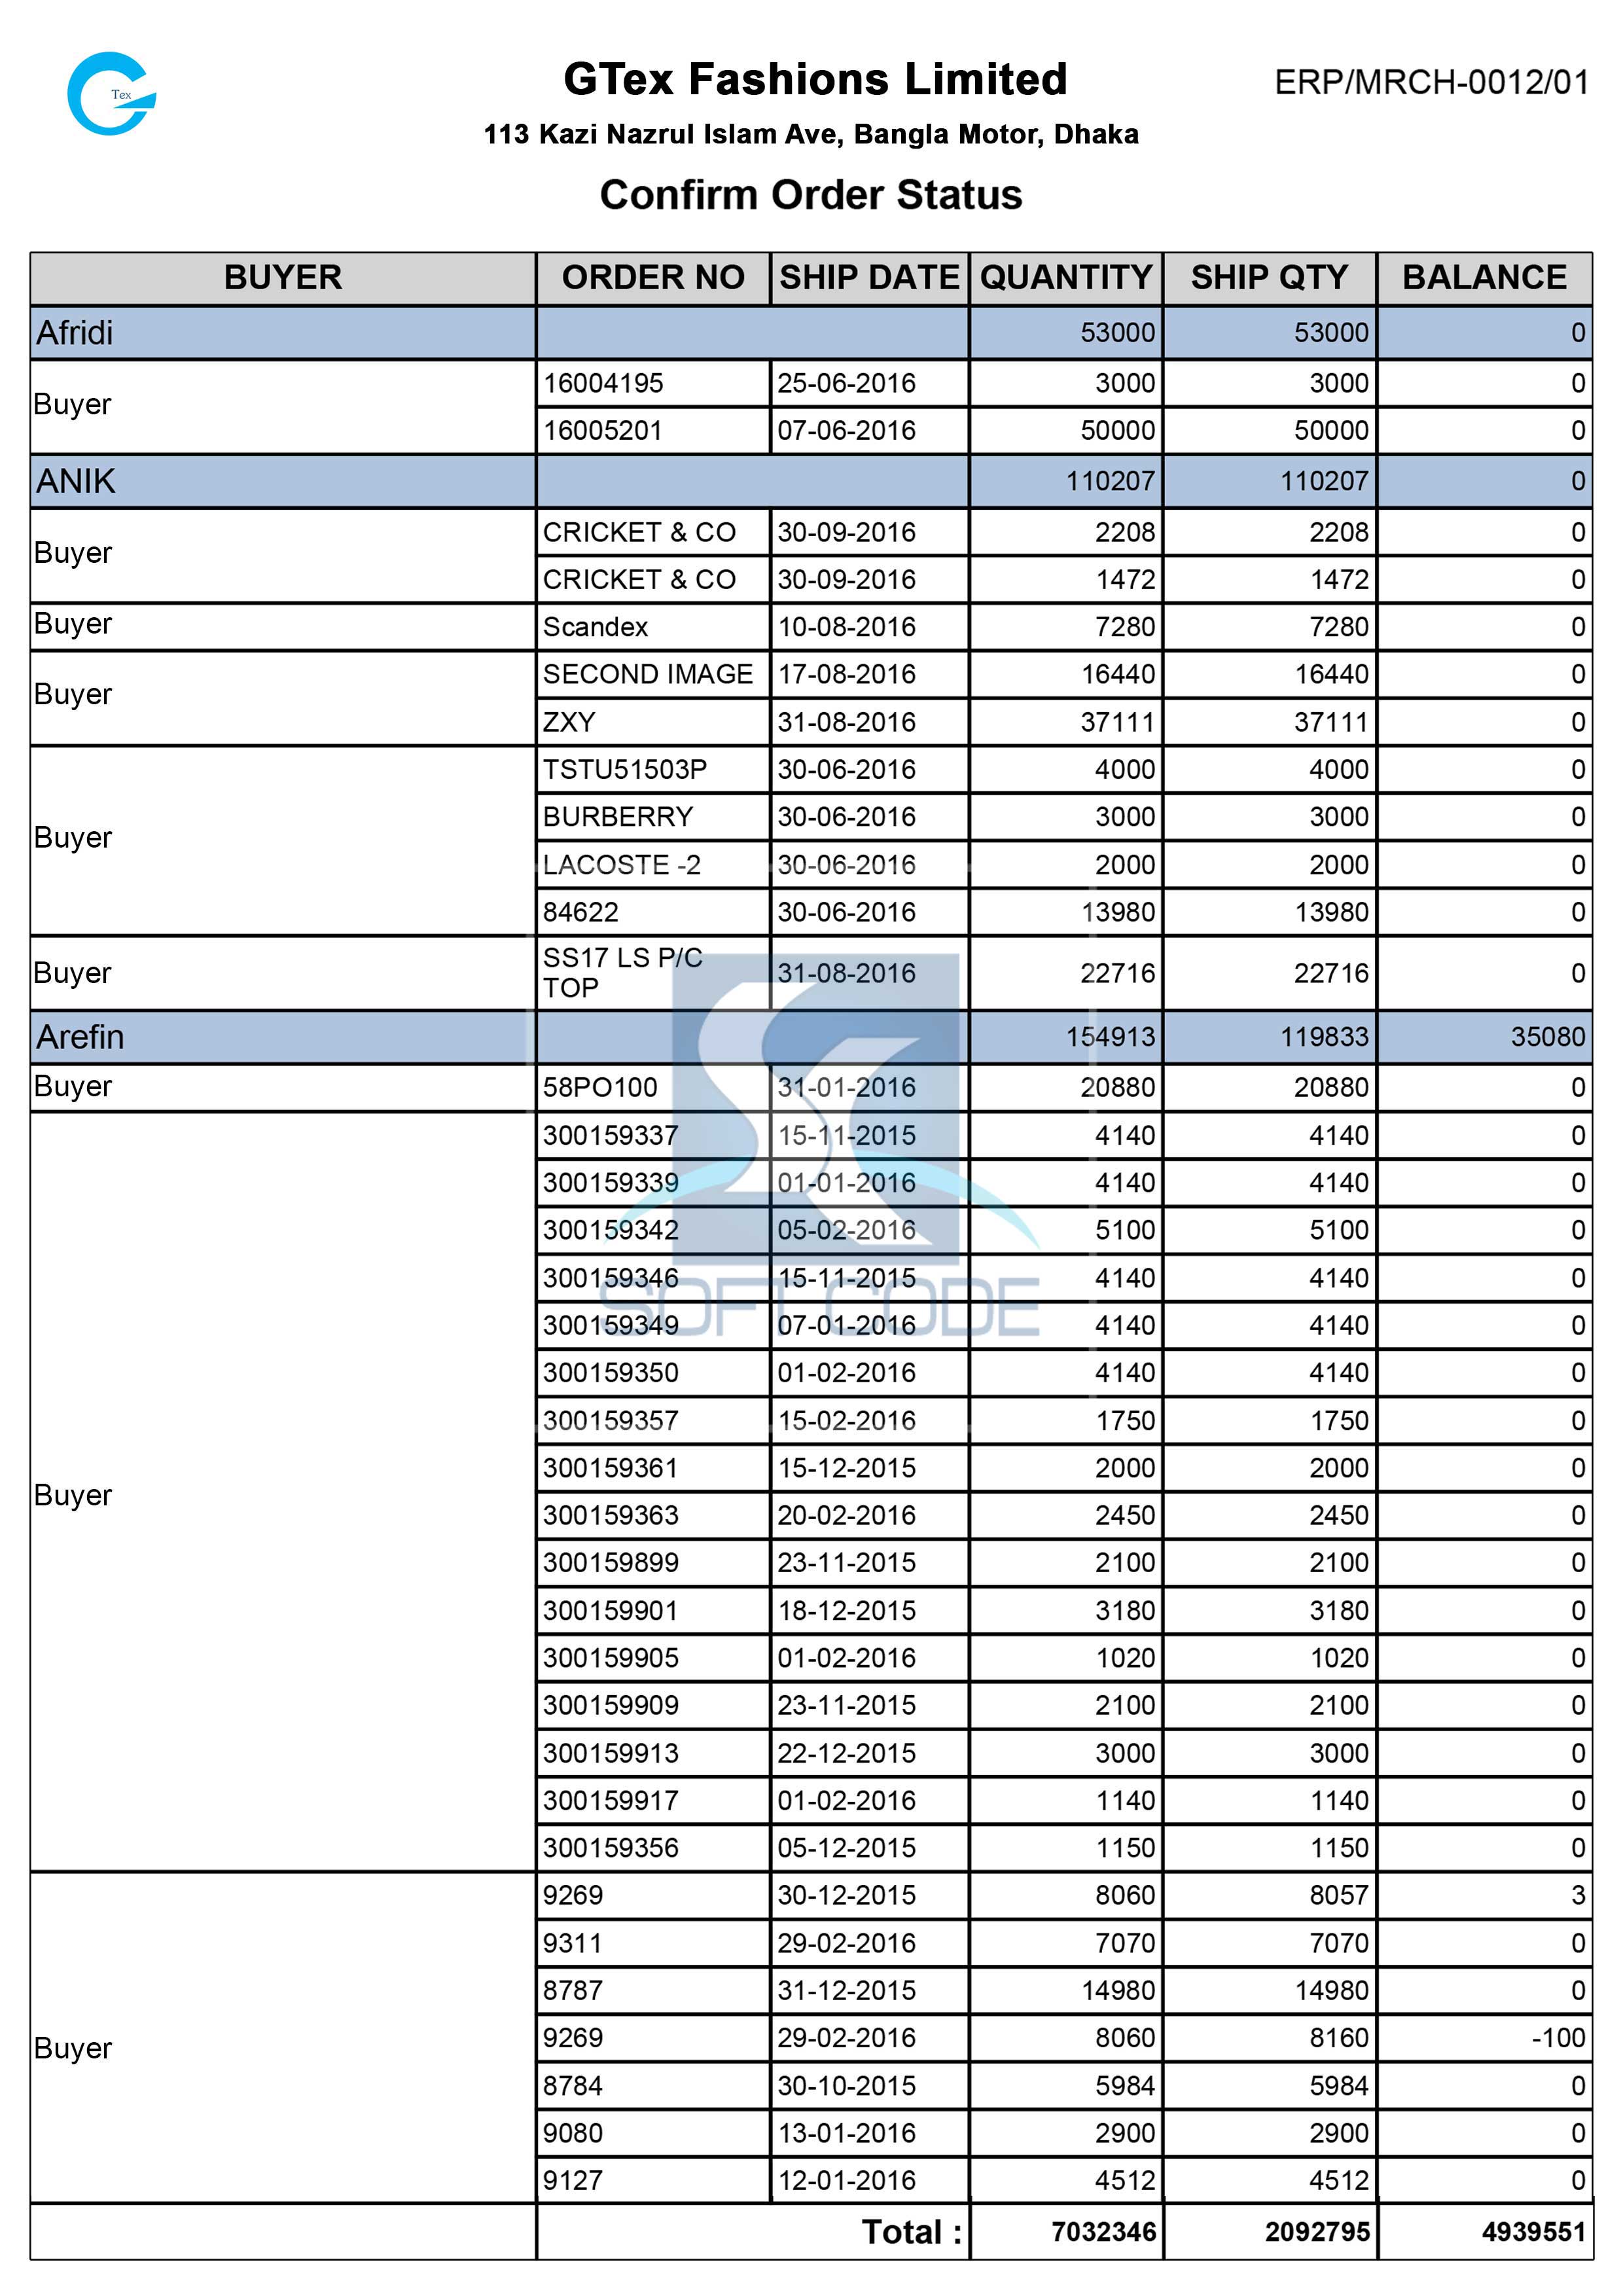 Tex
GTex Fashions Limited
ERP/MRCH-0012/01
113 Kazi Nazrul Islam Ave, Bangla Motor, Dhaka
Confirm Order Status
BUYER ORDER NO SHIP DATE QUANTITY SHIP QTY BALANCE
Afridi 53000 53000 0
Buyer
16004195 25-06-2016 3000 3000 0
16005201 07-06-2016 50000 50000 0
ANIK 110207 110207 0
Buyer
CRICKET & CO 30-09-2016 2208 2208 0
CRICKET & CO 30-09-2016 1472 1472 0
Buyer Scandex 10-08-2016 7280 7280 0
Buyer
SECOND IMAGE 17-08-2016 16440 16440 0
ZXY 31-08-2016 37111 37111 0
Buyer
TSTU51503P 30-06-2016 4000 4000 0
BURBERRY 30-06-2016 3000 3000 0
LACOSTE -2 30-06-2016 2000 2000 0
84622 30-06-2016 13980 13980 0
Buyer SS17 LS P/C
TOP 31-08-2016 22716 22716 0
Arefin 154913 119833 35080
Buyer 58PO100 31-01-2016 20880 20880 0
Buyer
300159337 15-11-2015 4140 4140 0
300159339 01-01-2016 4140 4140 0
300159342 05-02-2016 5100 5100 0
300159346 15-11-2015 4140 4140 0
SOFT CODE
300159349 07-01-2016 4140 4140 0
300159350 01-02-2016 4140 4140 0
300159357 15-02-2016 1750 1750 0
300159361 15-12-2015 2000 2000 0
300159363 20-02-2016 2450 2450 0
300159899 23-11-2015 2100 2100 0
300159901 18-12-2015 3180 3180 0
300159905 01-02-2016 1020 1020 0
300159909 23-11-2015 2100 2100 0
300159913 22-12-2015 3000 3000 0
300159917 01-02-2016 1140 1140 0
300159356 05-12-2015 1150 1150 0
Buyer
9269 30-12-2015 8060 8057 3
9311 29-02-2016 7070 7070 0
8787 31-12-2015 14980 14980 0
9269 29-02-2016 8060 8160 -100
8784 30-10-2015 5984 5984 0
9080 13-01-2016 2900 2900 0
9127 12-01-2016 4512 4512 0
Total : 7032346 2092795 4939551